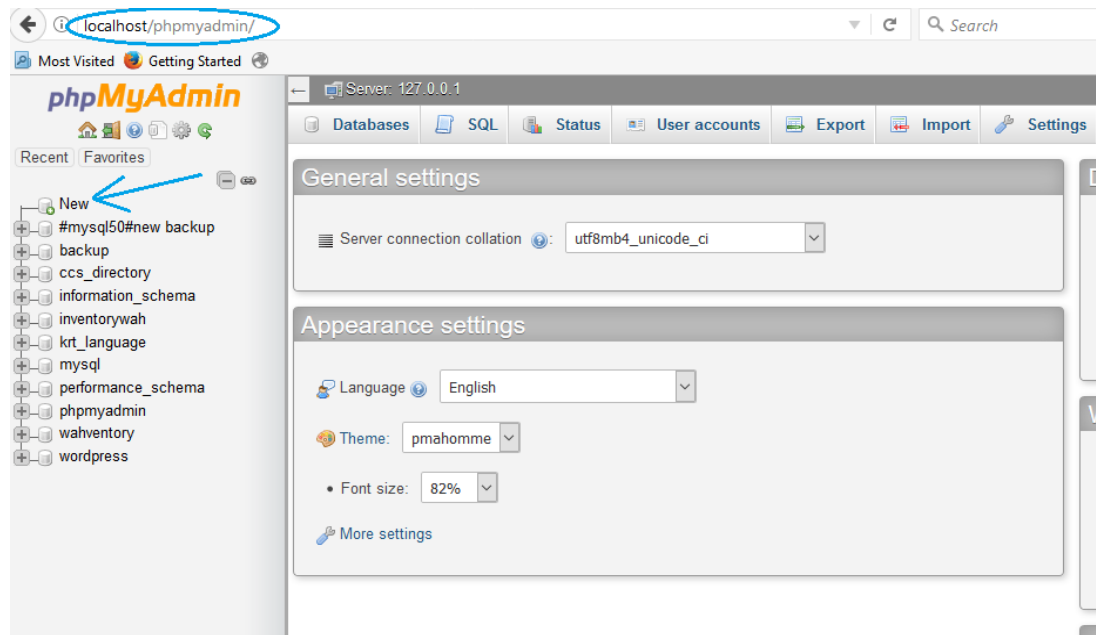 localhost/phpmyadmin/
Search
Most Visited Getting Started
phpMyAdmin
Recent Favorites
New
#mysql50#new backup
backup
ccs_directory
information_schema
inventorywah
krt_language
mysql
performance_schema
phpmyadmin
wahventory
wordpress
Server: 127.0.0.1
Databases SQL Status User accounts Export Import Settings
General settings
Server connection collation : utf8mb4_unicode_ci
Appearance settings
Language English
Theme: pmahomme
• Font size: 82%
More settings